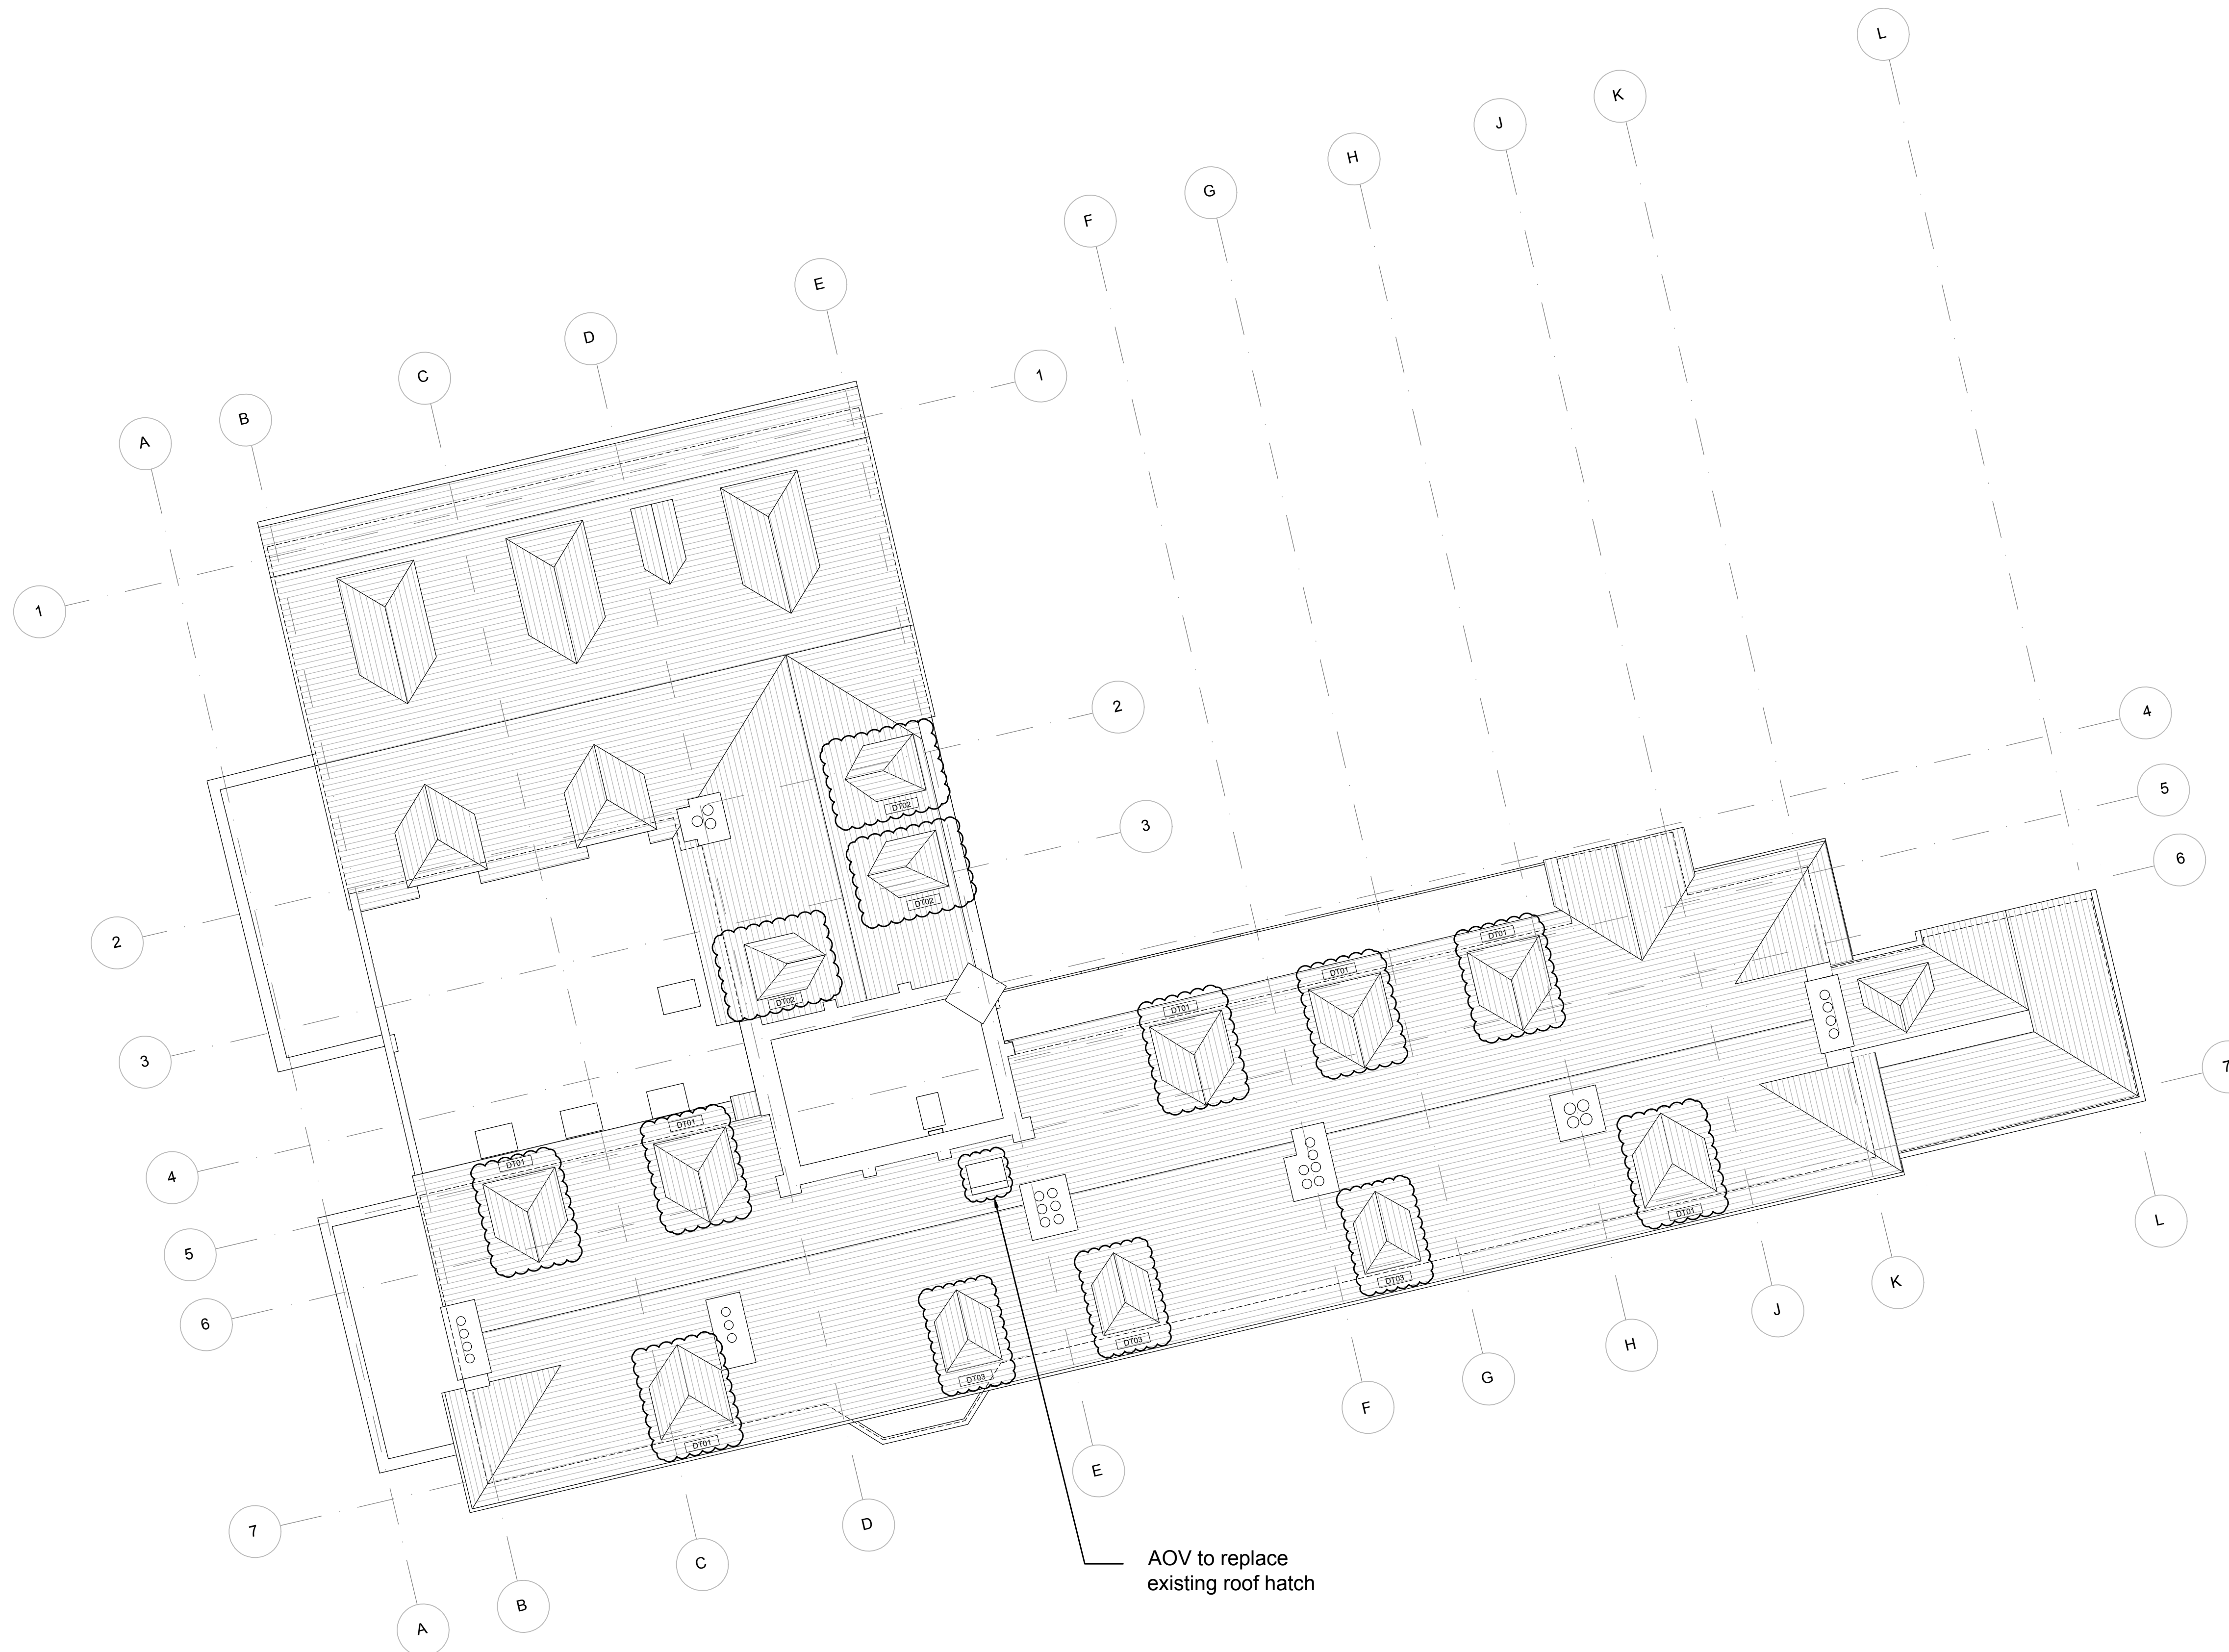 L
K
J
H
G
F
E
D
1
C
B
A
1
2
4
5
DT02
3
6
DT02
DT01
2
DT01
DT02
DT01
3
7
DT01
DT01
4
DT01
L
5
DT03
K
6
J
DT03
H
DT03
G
F
DT01
E
7
D
AOV to replace
existing roof hatch
C
B
A